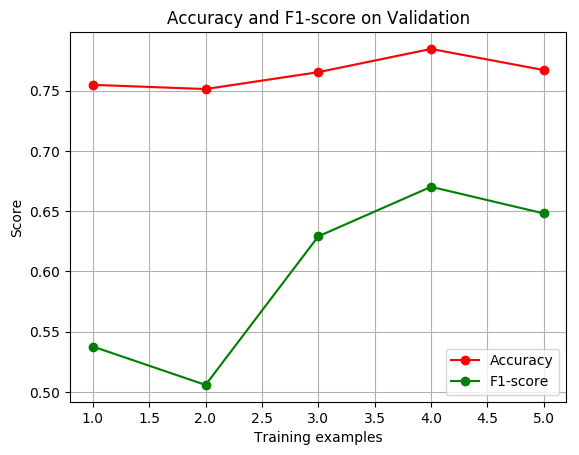 Accuracy and F1-score on Validation
Score
0.75
0.70
0.65
0.60
0.55
0.50
Accuracy
F1-score
1.0 1.5 2.0 2.5 3.0 3.5 4.0 4.5 5.0
Training examples